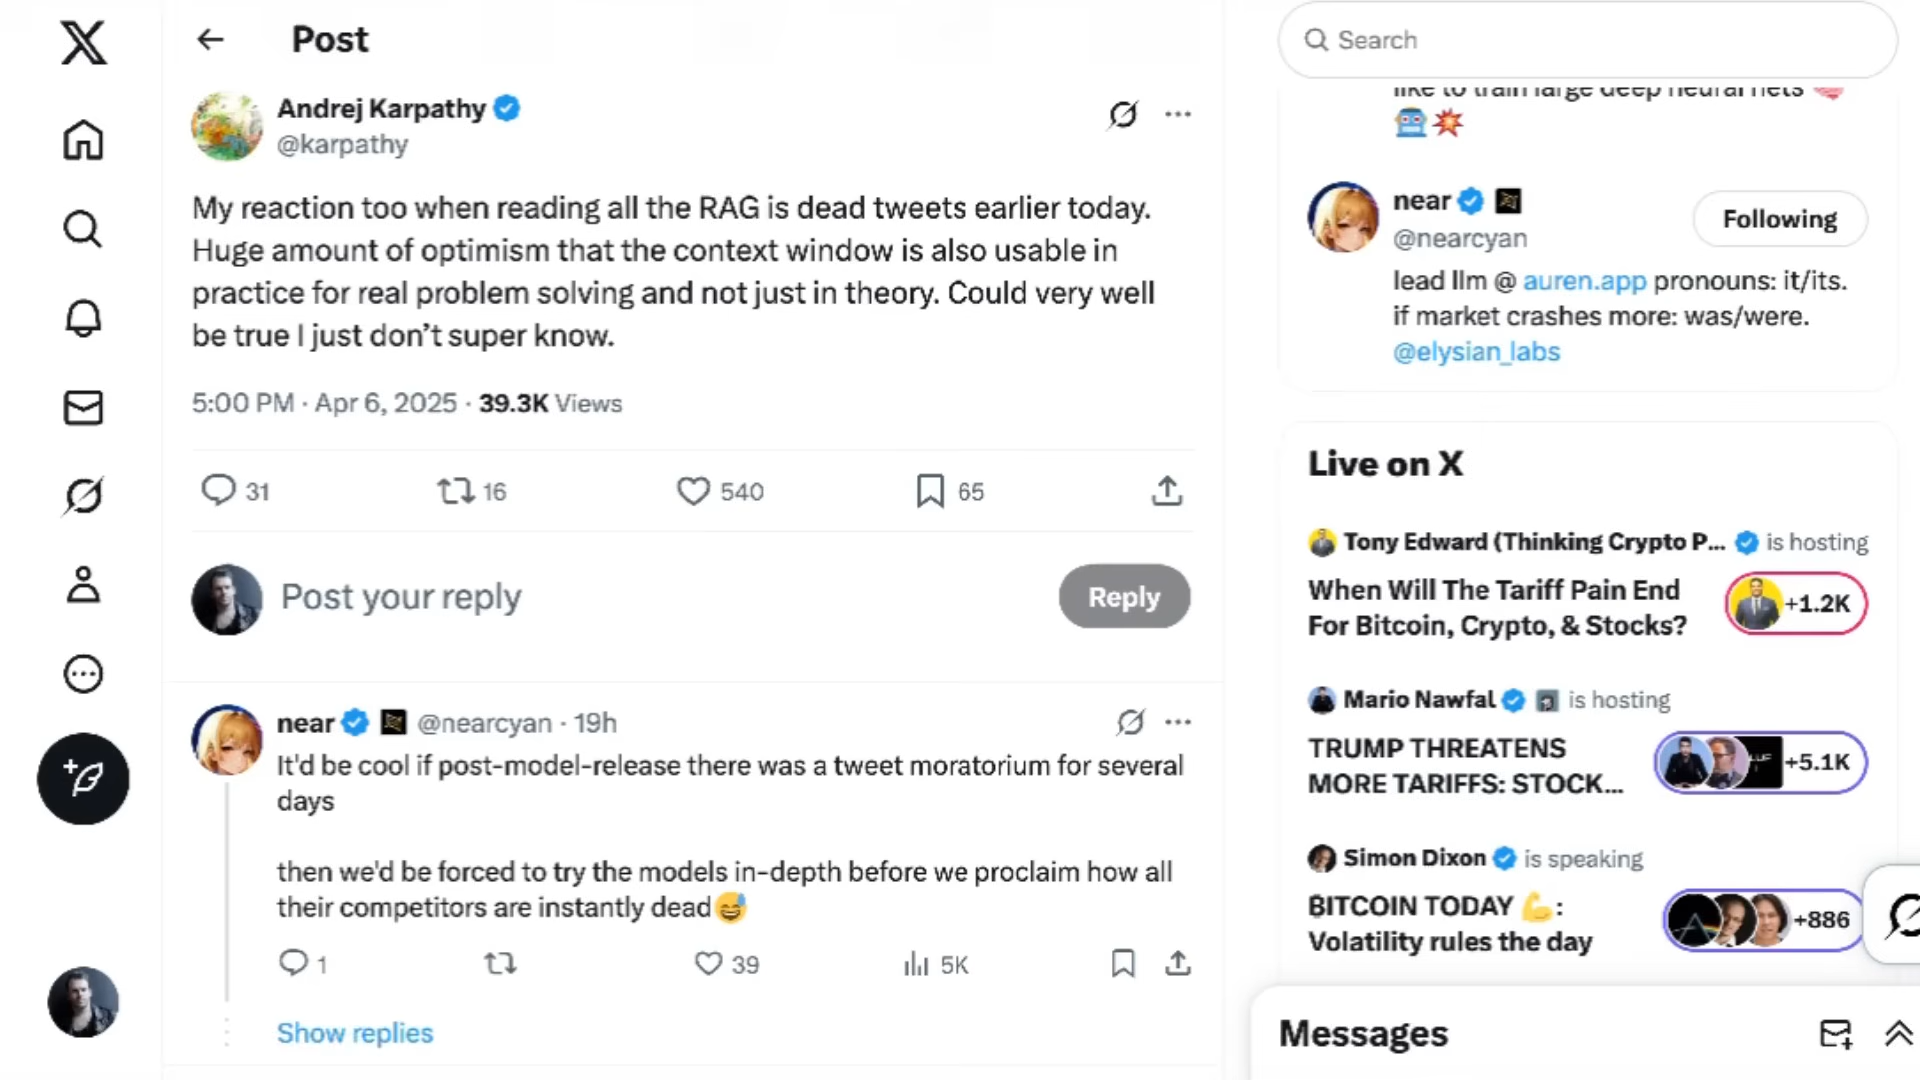 Post
Andrej Karpathy
@karpathy
My reaction too when reading all the RAG is dead tweets earlier today.
Huge amount of optimism that the context window is also usable in
practice for real problem solving and not just in theory. Could very well
be true I just don't super know.
5:00 PM · Apr 6, 2025 · 39.3K Views
31 16 540 65
Post your reply
Reply
near @nearcyan · 19h
It'd be cool if post-model-release there was a tweet moratorium for several
days
then we'd be forced to try the models in-depth before we proclaim how all
their competitors are instantly dead😅
1 39 5K
Show replies
Search
like to train large deep neural nets
near
Following
@nearcyan
lead llm @ auren.app pronouns: it/its.
if market crashes more: was/were.
@elysian_labs
Live on X
Tony Edward (Thinking Crypto P... is hosting
When Will The Tariff Pain End
For Bitcoin, Crypto, & Stocks?
+1.2K
Mario Nawfal is hosting
TRUMP THREATENS
MORE TARIFFS: STOCK...
+5.1K
Simon Dixon is speaking
₿ITCOIN TODAY 💪:
Volatility rules the day
+886
Messages